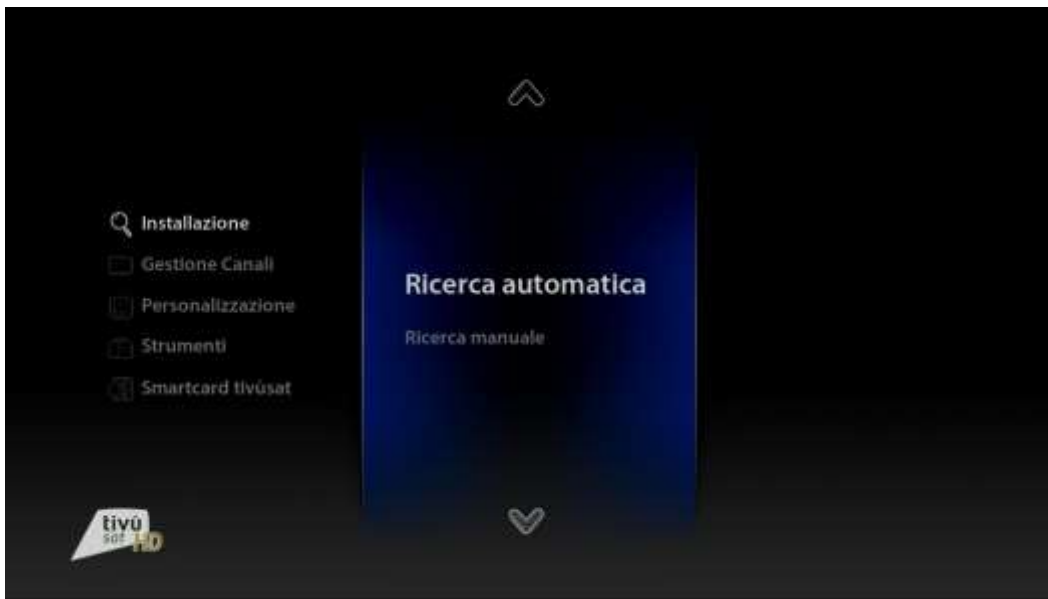 Installazione
Gestione Canali
Personalizzazione
Strumenti
Smartcard tivùsat
Ricerca automatica
Ricerca manuale
tivù
sat HD